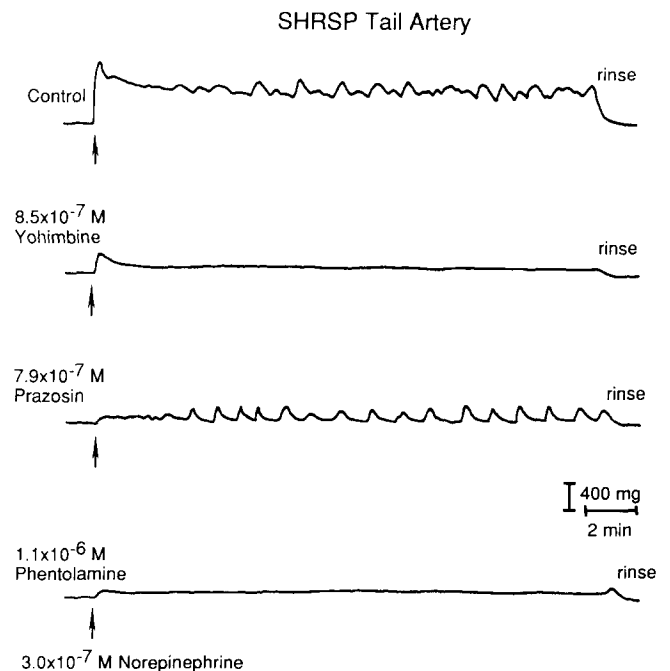 SHRSP Tail Artery
Control
rinse
8.5x10⁻⁷ M
Yohimbine
rinse
7.9x10⁻⁷ M
Prazosin
rinse
400 mg
2 min
1.1x10⁻⁶ M
Phentolamine
rinse
3.0x10⁻⁷ M Norepinephrine